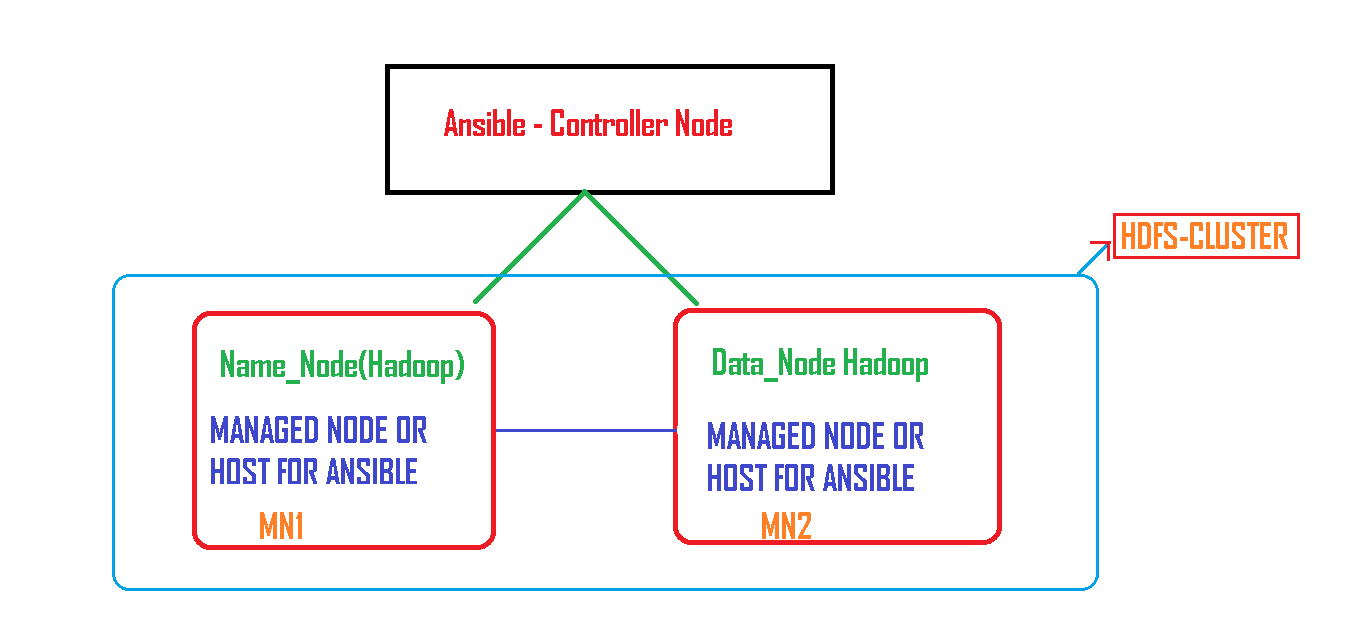 Ansible - Controller Node
HDFS-CLUSTER
Name_Node(Hadoop)
MANAGED NODE OR
HOST FOR ANSIBLE
MN1
Data_Node Hadoop
MANAGED NODE OR
HOST FOR ANSIBLE
MN2